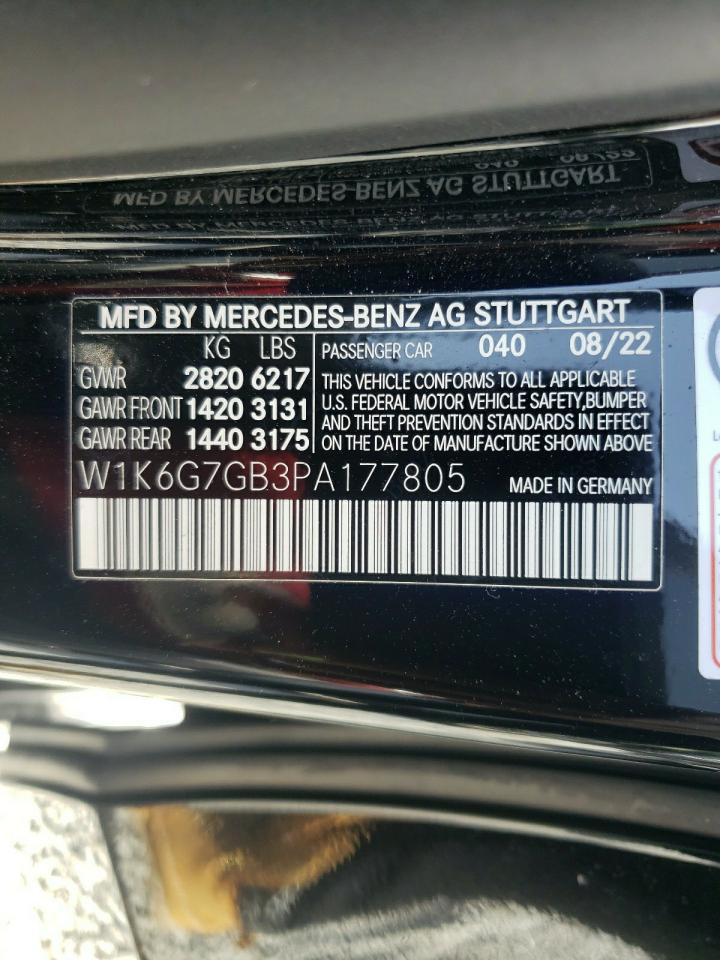 MFD BY MERCEDES-BENZ AG STUTTGART
KG LBS
GVWR 2820 6217
GAWR FRONT 1420 3131
GAWR REAR 1440 3175
PASSENGER CAR 040 08/22
THIS VEHICLE CONFORMS TO ALL APPLICABLE
U.S. FEDERAL MOTOR VEHICLE SAFETY,BUMPER
AND THEFT PREVENTION STANDARDS IN EFFECT
ON THE DATE OF MANUFACTURE SHOWN ABOVE
W1K6G7GB3PA177805 MADE IN GERMANY